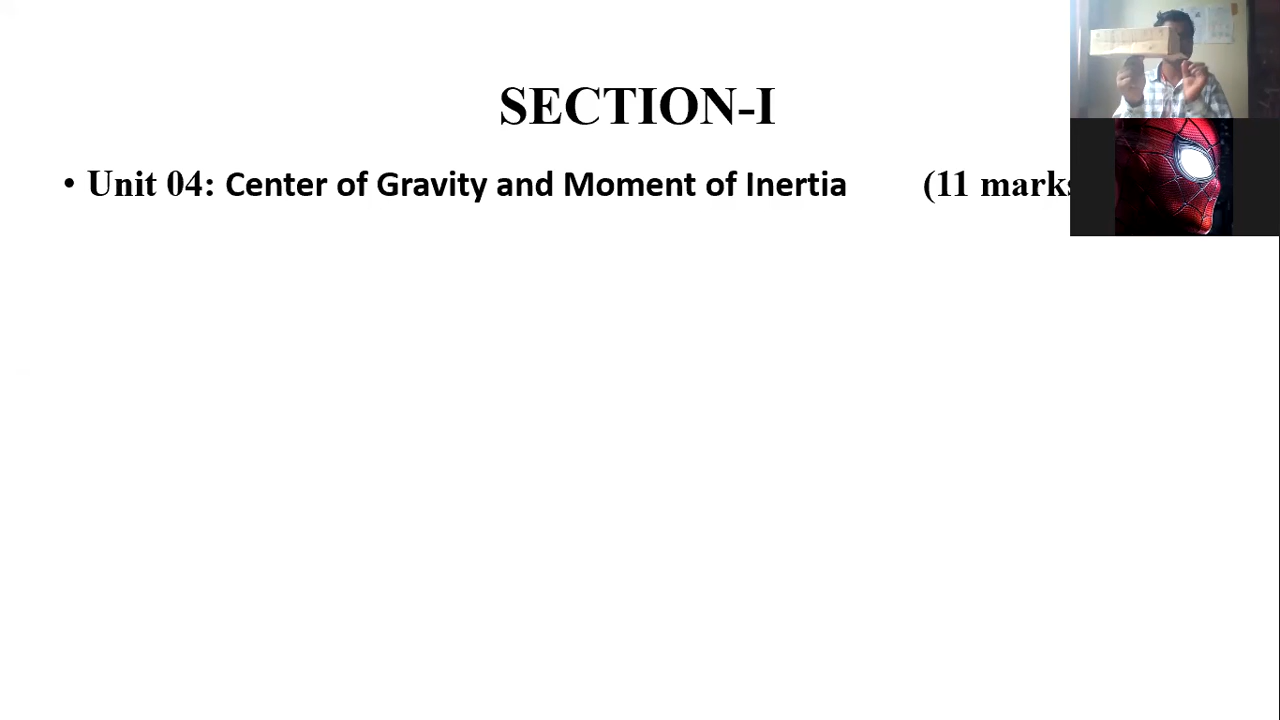 SECTION-I
• Unit 04: Center of Gravity and Moment of Inertia (11 marks